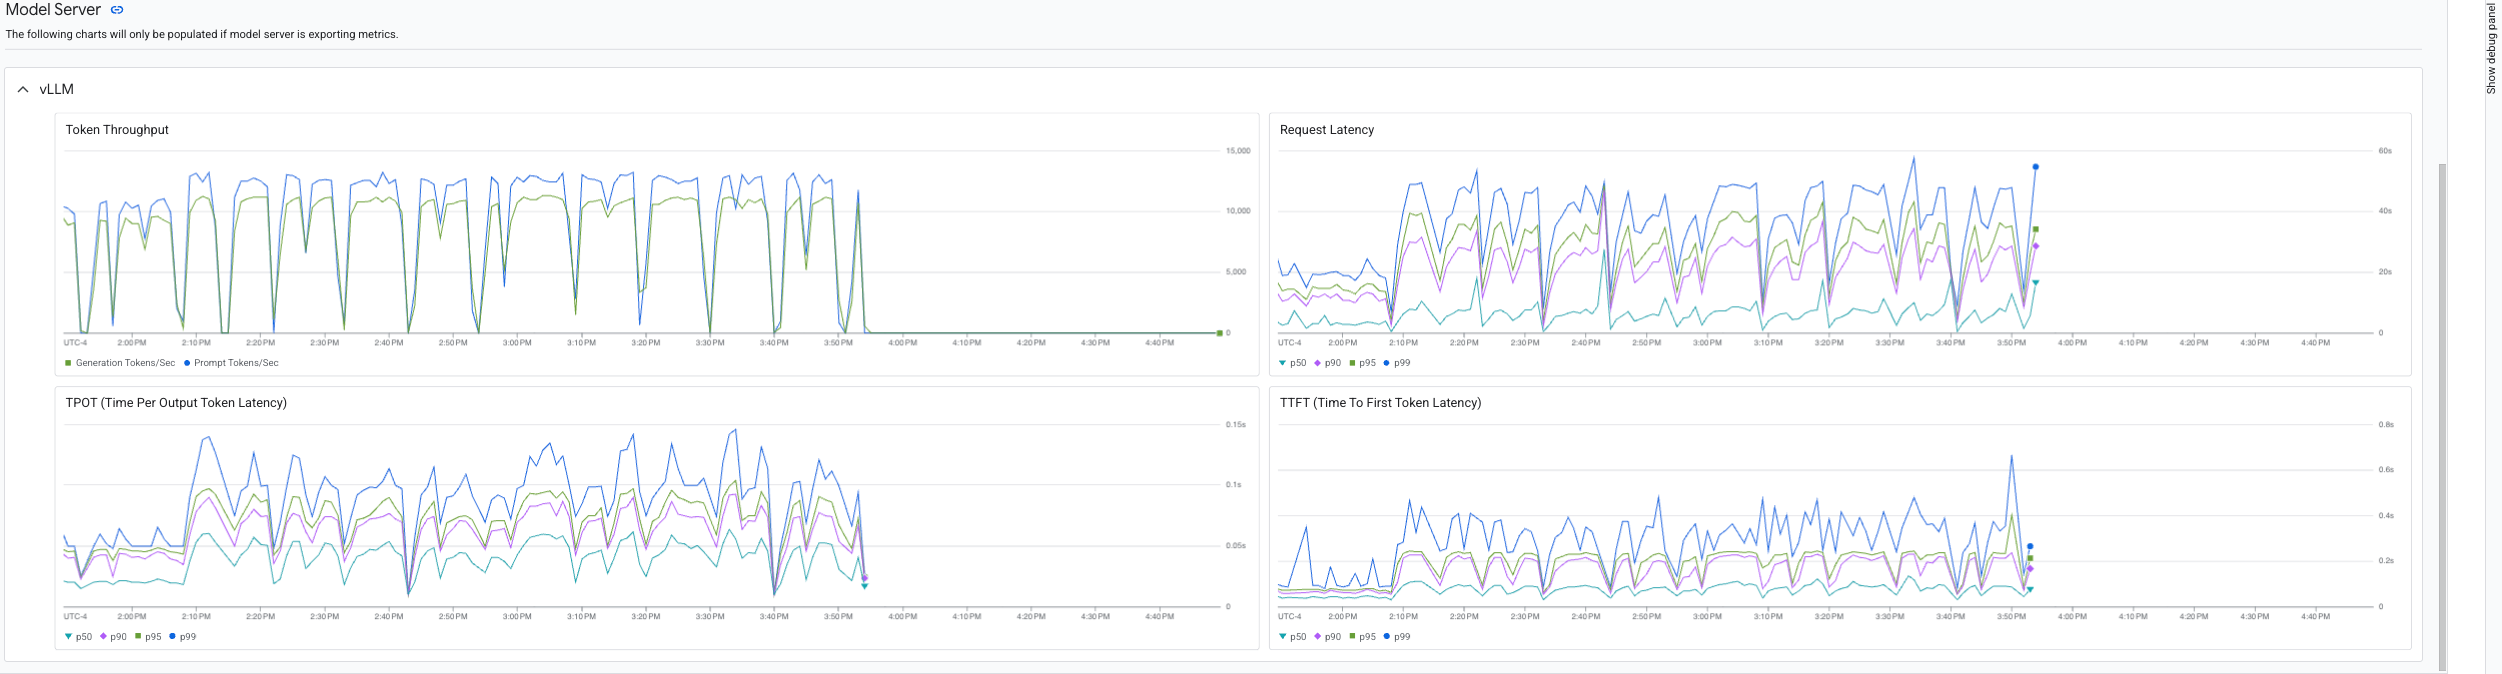 Model Server
The following charts will only be populated if model server is exporting metrics.
Show debug panel
vLLM
Token Throughput
15,000
10,000
5,000
0
UTC-4 2:00 PM 2:10 PM 2:20 PM 2:30 PM 2:40 PM 2:50 PM 3:00 PM 3:10 PM 3:20 PM 3:30 PM 3:40 PM 3:50 PM 4:00 PM 4:10 PM 4:20 PM 4:30 PM 4:40 PM
Generation Tokens/Sec Prompt Tokens/Sec
Request Latency
60s
40s
20s
0
UTC-4 2:00 PM 2:10 PM 2:20 PM 2:30 PM 2:40 PM 2:50 PM 3:00 PM 3:10 PM 3:20 PM 3:30 PM 3:40 PM 3:50 PM 4:00 PM 4:10 PM 4:20 PM 4:30 PM 4:40 PM
p50 p90 p95 p99
TPOT (Time Per Output Token Latency)
0.15s
0.1s
0.05s
0
UTC-4 2:00 PM 2:10 PM 2:20 PM 2:30 PM 2:40 PM 2:50 PM 3:00 PM 3:10 PM 3:20 PM 3:30 PM 3:40 PM 3:50 PM 4:00 PM 4:10 PM 4:20 PM 4:30 PM 4:40 PM
p50 p90 p95 p99
TTFT (Time To First Token Latency)
0.8s
0.6s
0.4s
0.2s
0
UTC-4 2:00 PM 2:10 PM 2:20 PM 2:30 PM 2:40 PM 2:50 PM 3:00 PM 3:10 PM 3:20 PM 3:30 PM 3:40 PM 3:50 PM 4:00 PM 4:10 PM 4:20 PM 4:30 PM 4:40 PM
p50 p90 p95 p99